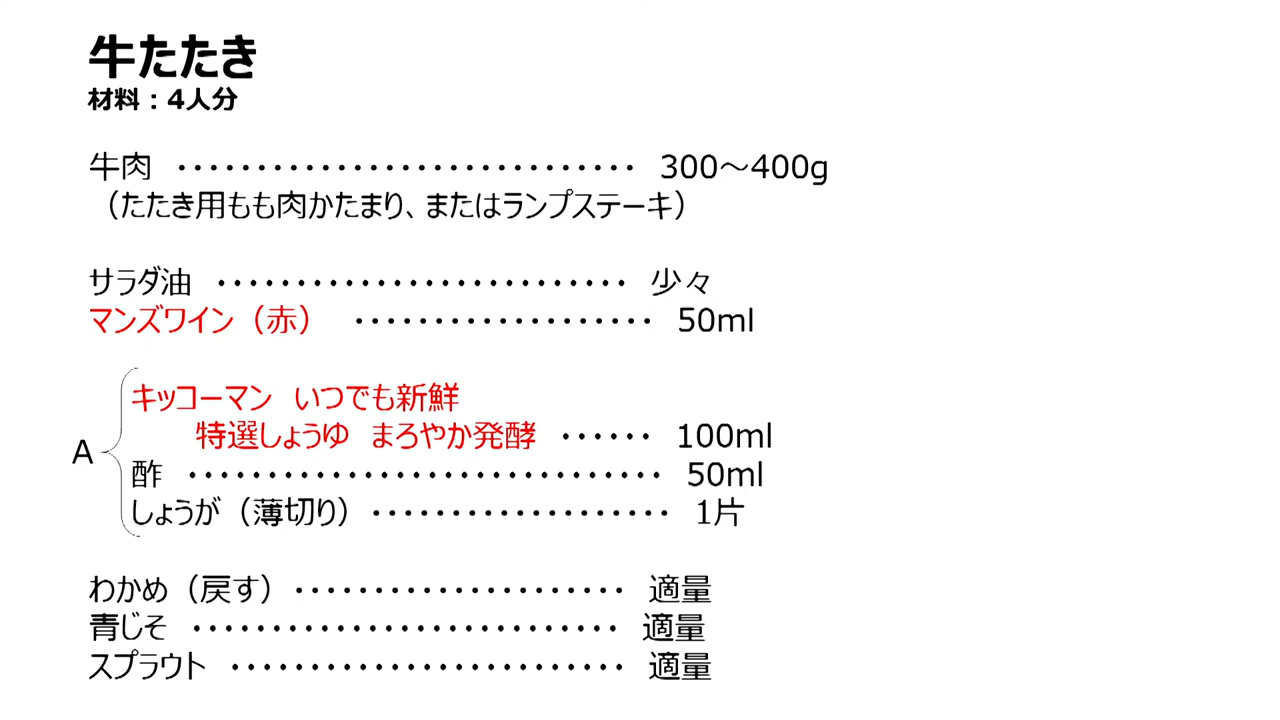 牛たたき
材料：4人分
牛肉 ・・・・・・・・・・・・・・・・・・・・・・・・・・・・・ 300～400g
（たたき用もも肉かたまり、またはランプステーキ）
サラダ油 ・・・・・・・・・・・・・・・・・・・・・・・・・・ 少々
マンズワイン（赤） ・・・・・・・・・・・・・・・・・・・ 50ml
A
キッコーマン いつでも新鮮
特選しょうゆ まろやか発酵 ・・・・・・ 100ml
酢 ・・・・・・・・・・・・・・・・・・・・・・・・・・・・・・ 50ml
しょうが（薄切り） ・・・・・・・・・・・・・・・・・・・ 1片
わかめ（戻す） ・・・・・・・・・・・・・・・・・・・・・ 適量
青じそ ・・・・・・・・・・・・・・・・・・・・・・・・・・・ 適量
スプラウト ・・・・・・・・・・・・・・・・・・・・・・・・・ 適量